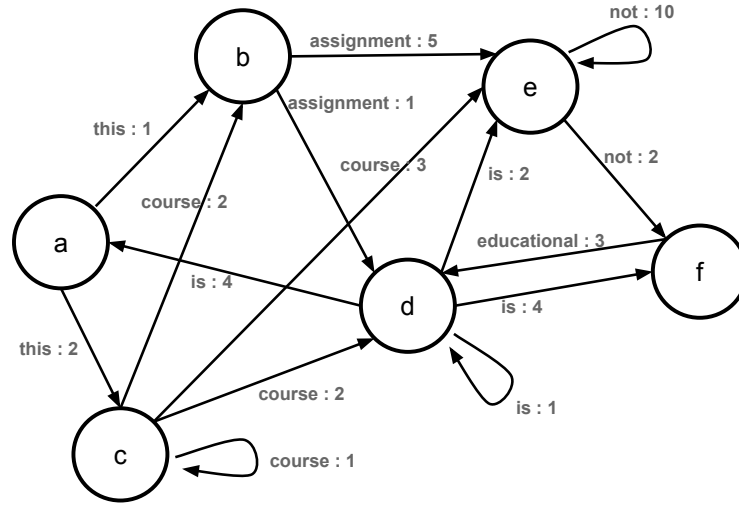 not : 10
b
assignment : 5
e
assignment : 1
this : 1
course : 3
not : 2
is : 2
course : 2
a
educational : 3
f
is : 4
d
is : 4
this : 2
course : 2
is : 1
c
course : 1